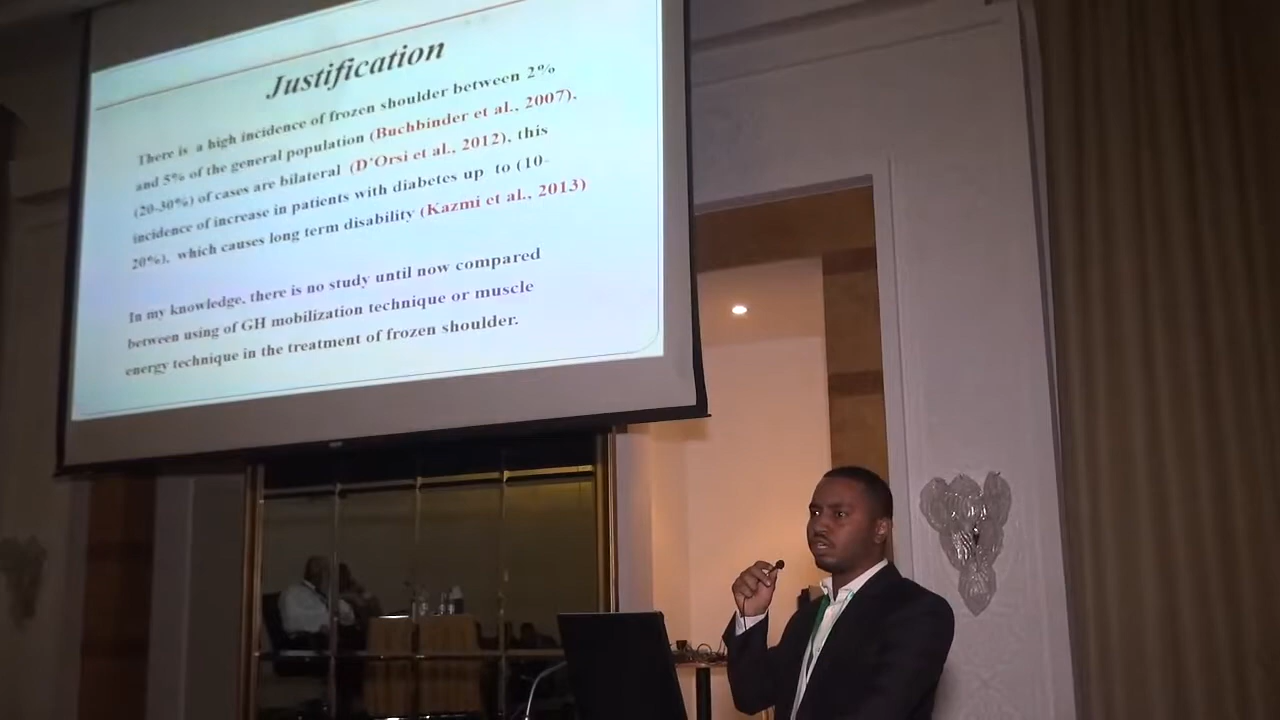 Justification
There is a high incidence of frozen shoulder between 2%
and 5% of the general population (Buchbinder et al., 2007),
(20-30%) of cases are bilateral (D'Orsi et al., 2012), this
incidence of increase in patients with diabetes up to (10-
20%), which causes long term disability (Kazmi et al., 2013)
In my knowledge, there is no study until now compared
between using of GH mobilization technique or muscle
energy technique in the treatment of frozen shoulder.